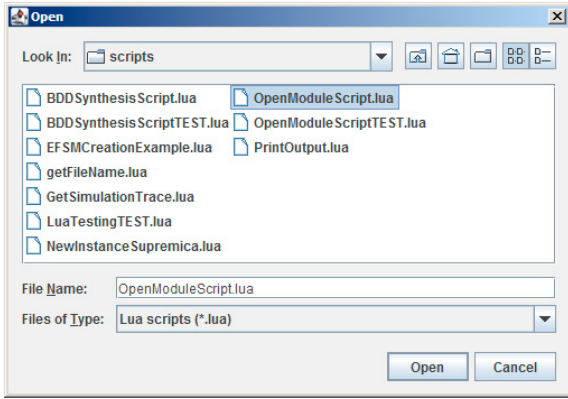 Open
Look In: scripts
BDDSynthesisScript.lua
BDDSynthesisScriptTEST.lua
EFSMCreationExample.lua
getFileName.lua
GetSimulationTrace.lua
LuaTestingTEST.lua
NewInstanceSupremica.lua
OpenModuleScript.lua
OpenModuleScriptTEST.lua
PrintOutput.lua
File Name: OpenModuleScript.lua
Files of Type: Lua scripts (*.lua)
Open Cancel